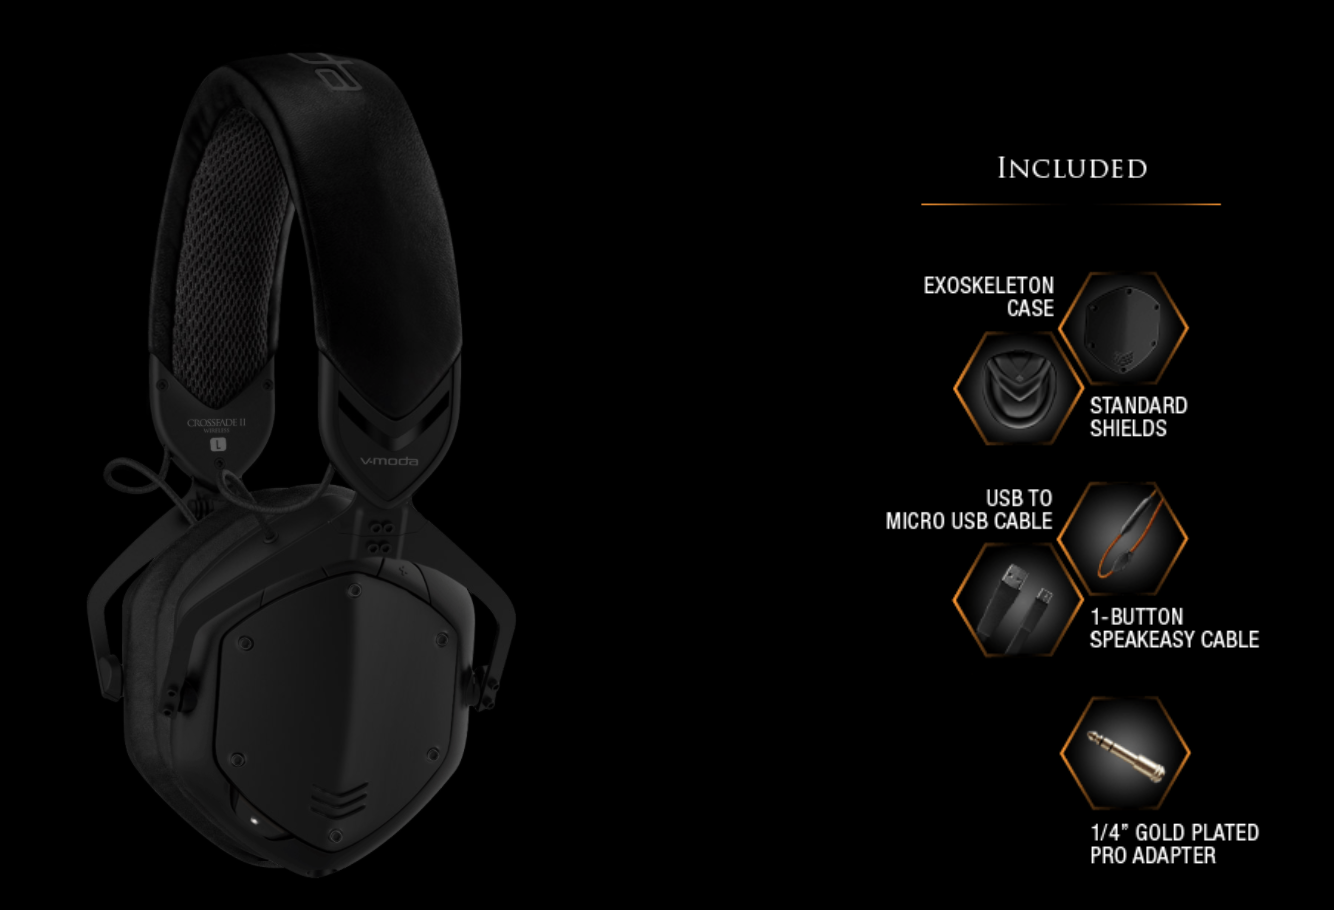 INCLUDED
EXOSKELETON
CASE
STANDARD
SHIELDS
USB TO
MICRO USB CABLE
1-BUTTON
SPEAKEASY CABLE
1/4” GOLD PLATED
PRO ADAPTER
CROSSFADE II
WIRELESS
L
v-moda